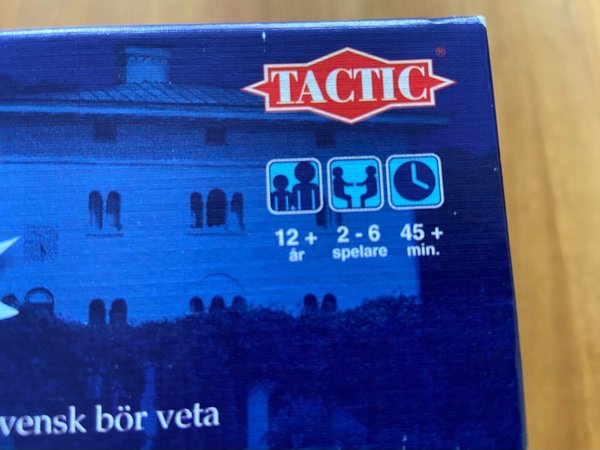 TACTIC®
12 + 2 - 6 45 +
år spelare min.
vensk bör veta